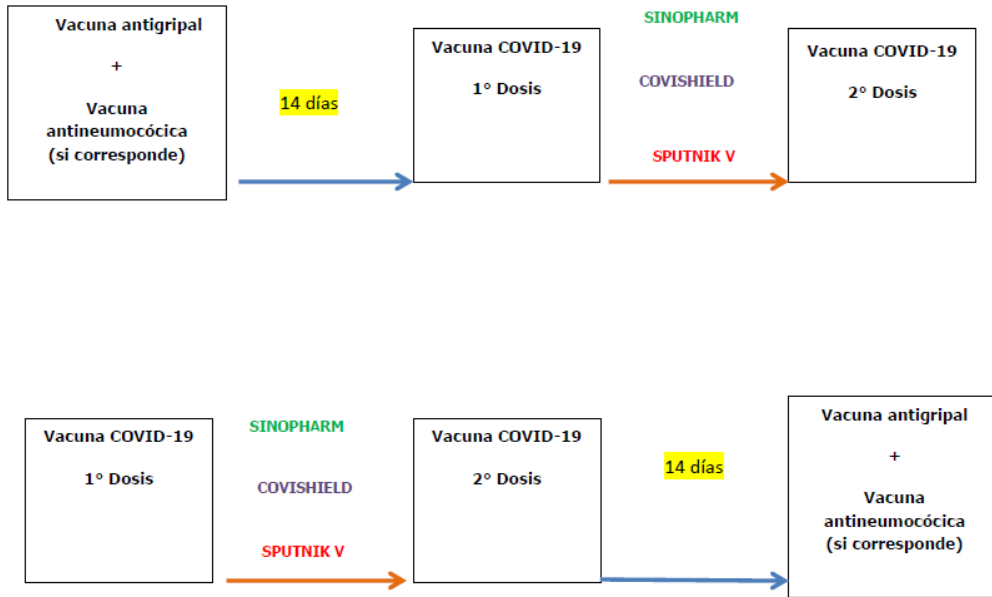 Vacuna antigripal
+
Vacuna
antineumocócica
(si corresponde)
14 días
Vacuna COVID-19
1° Dosis
SINOPHARM
COVISHIELD
SPUTNIK V
Vacuna COVID-19
2° Dosis
Vacuna COVID-19
1° Dosis
SINOPHARM
COVISHIELD
SPUTNIK V
Vacuna COVID-19
2° Dosis
14 días
Vacuna antigripal
+
Vacuna
antineumocócica
(si corresponde)